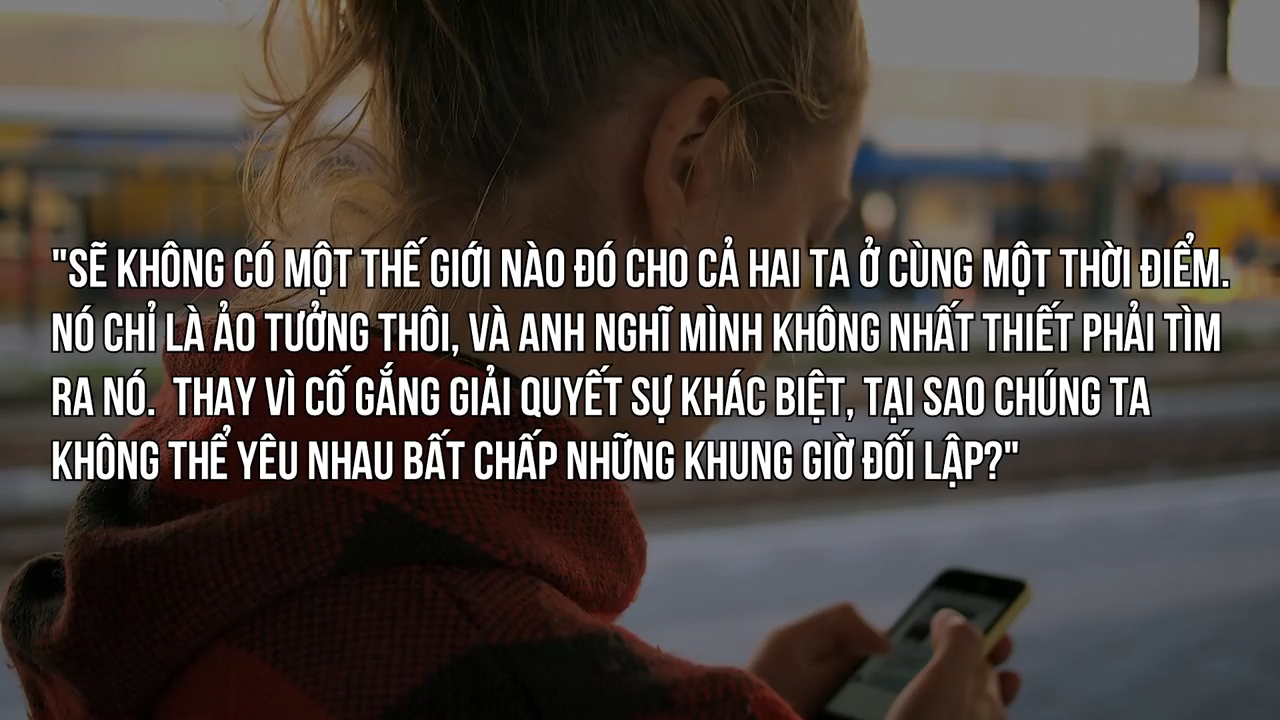 "SẼ KHÔNG CÓ MỘT THẾ GIỚI NÀO ĐÓ CHO CẢ HAI TA Ở CÙNG MỘT THỜI ĐIỂM.
NÓ CHỈ LÀ ẢO TƯỞNG THÔI, VÀ ANH NGHĨ MÌNH KHÔNG NHẤT THIẾT PHẢI TÌM
RA NÓ. THAY VÌ CỐ GẮNG GIẢI QUYẾT SỰ KHÁC BIỆT, TẠI SAO CHÚNG TA
KHÔNG THỂ YÊU NHAU BẤT CHẤP NHỮNG KHUNG GIỜ ĐỐI LẬP?"